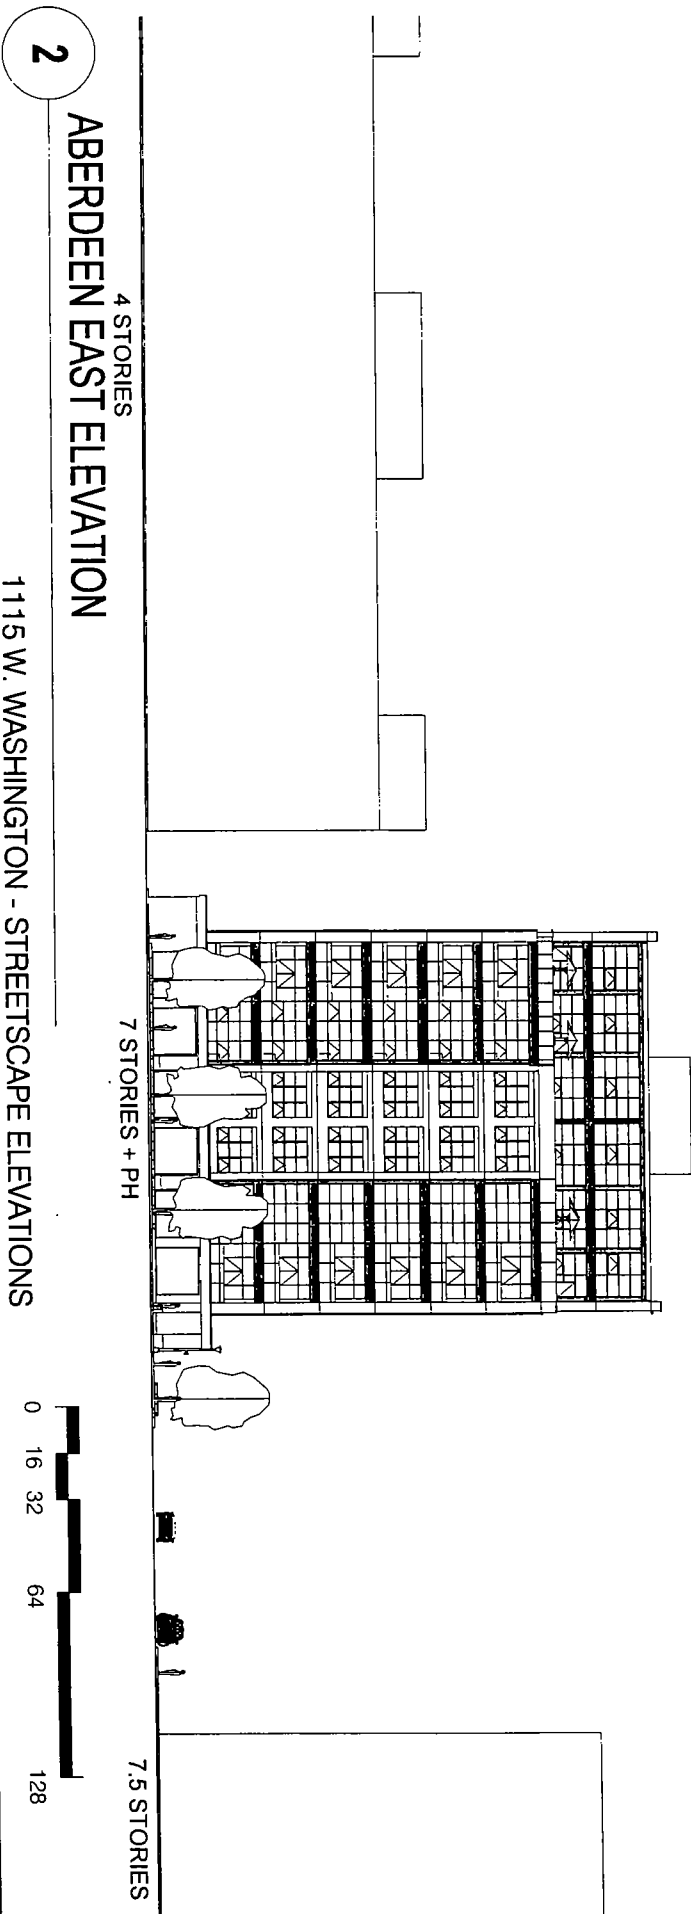 4 STORIES
7 STORIES + PH
7.5 STORIES
2
ABERDEEN EAST ELEVATION
1115 W. WASHINGTON - STREETSCAPE ELEVATIONS
0 16 32 64 128